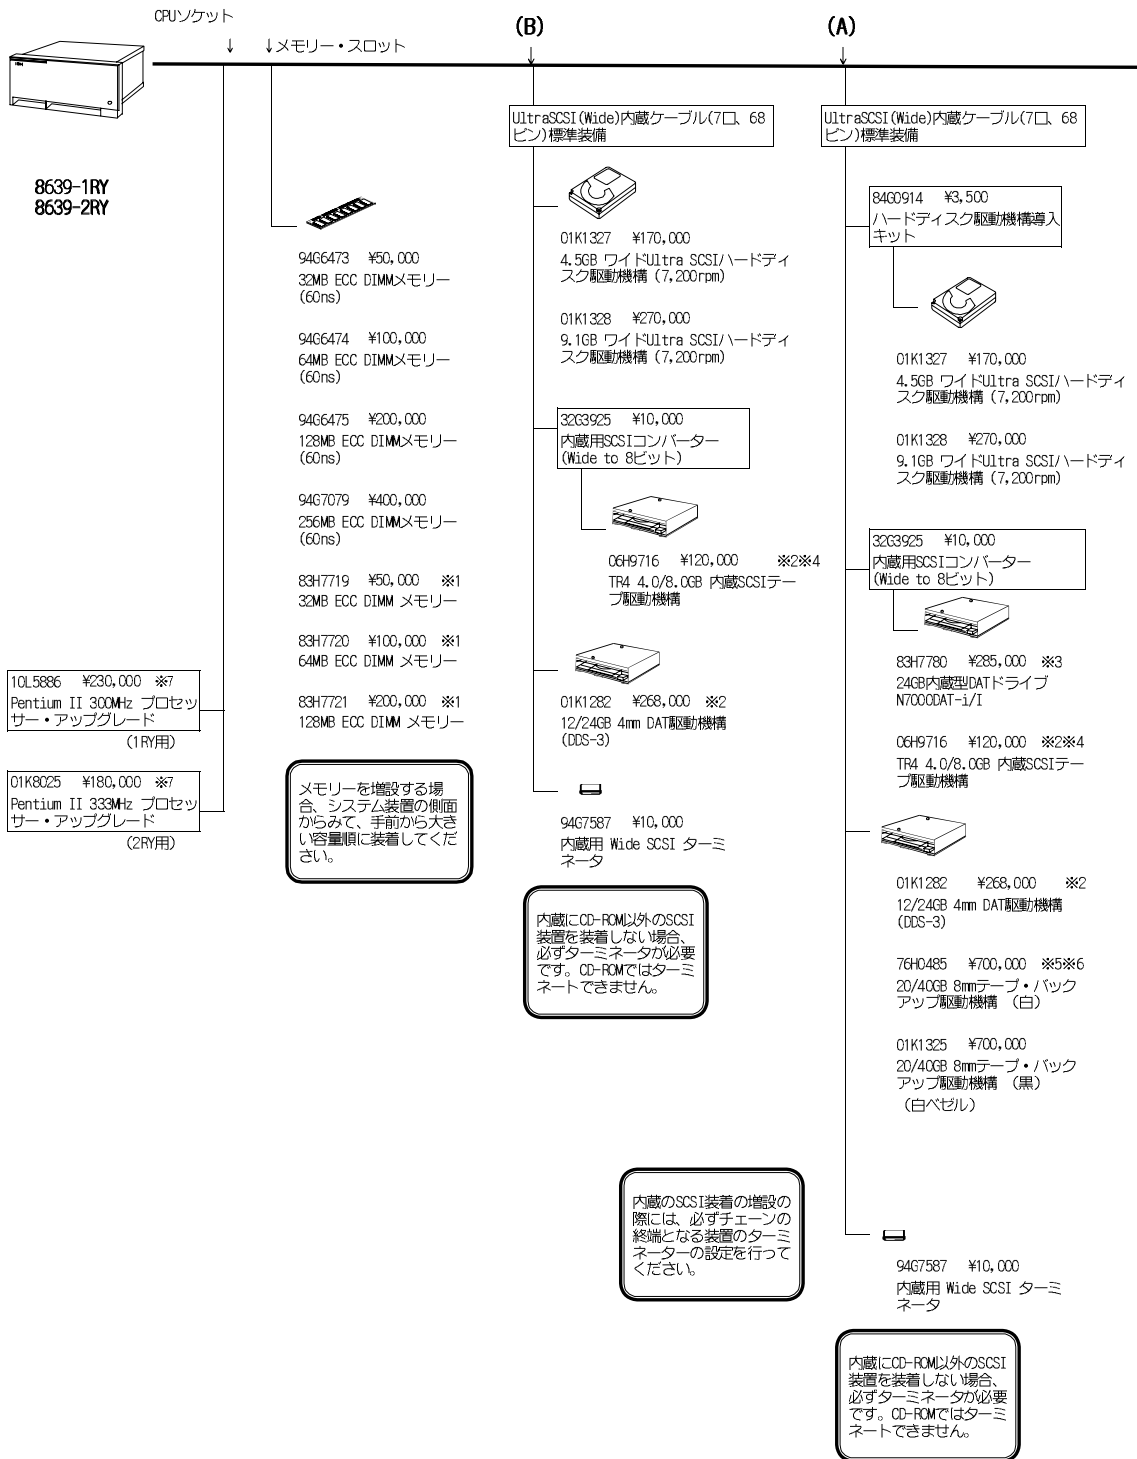 CPUソケット
メモリー・スロット
(B)
(A)
IBM
8639-1RY
8639-2RY
94G6473 ¥50,000
32MB ECC DIMMメモリー
(60ns)
94G6474 ¥100,000
64MB ECC DIMMメモリー
(60ns)
94G6475 ¥200,000
128MB ECC DIMMメモリー
(60ns)
94G7079 ¥400,000
256MB ECC DIMMメモリー
(60ns)
83H7719 ¥50,000 ※1
32MB ECC DIMM メモリー
83H7720 ¥100,000 ※1
64MB ECC DIMM メモリー
83H7721 ¥200,000 ※1
128MB ECC DIMM メモリー
10L5886 ¥230,000 ※7
Pentium II 300MHz プロセッ
サー・アップグレード
(1RY用)
01K8025 ¥180,000 ※7
Pentium II 333MHz プロセッ
サー・アップグレード
(2RY用)
メモリーを増設する場
合、システム装置の側面
からみて、手前から大き
い容量順に装着してくだ
さい。
UltraSCSI(Wide)内蔵ケーブル(7口、68
ピン)標準装備
01K1327 ¥170,000
4.5GB ワイドUltra SCSIハードディ
スク駆動機構 (7,200rpm)
01K1328 ¥270,000
9.1GB ワイドUltra SCSIハードディ
スク駆動機構 (7,200rpm)
32G3925 ¥10,000
内蔵用SCSIコンバーター
(Wide to 8ビット)
06H9716 ¥120,000 ※2※4
TR4 4.0/8.0GB 内蔵SCSIテー
プ駆動機構
01K1282 ¥268,000 ※2
12/24GB 4mm DAT駆動機構
(DDS-3)
94G7587 ¥10,000
内蔵用 Wide SCSI ターミ
ネータ
内蔵にCD-ROM以外のSCSI
装置を装着しない場合、
必ずターミネータが必要
です。CD-ROMではターミ
ネートできません。
UltraSCSI(Wide)内蔵ケーブル(7口、68
ピン)標準装備
84G0914 ¥3,500
ハードディスク駆動機構導入
キット
01K1327 ¥170,000
4.5GB ワイドUltra SCSIハードディ
スク駆動機構 (7,200rpm)
01K1328 ¥270,000
9.1GB ワイドUltra SCSIハードディ
スク駆動機構 (7,200rpm)
32G3925 ¥10,000
内蔵用SCSIコンバーター
(Wide to 8ビット)
83H7780 ¥285,000 ※3
24GB内蔵型DATドライブ
N7000DAT-i/I
06H9716 ¥120,000 ※2※4
TR4 4.0/8.0GB 内蔵SCSIテー
プ駆動機構
01K1282 ¥268,000 ※2
12/24GB 4mm DAT駆動機構
(DDS-3)
76H0485 ¥700,000 ※5※6
20/40GB 8mmテープ・バック
アップ駆動機構 (白)
01K1325 ¥700,000
20/40GB 8mmテープ・バック
アップ駆動機構 (黒)
(白ベゼル)
内蔵のSCSI装着の増設の
際には、必ずチェーンの
終端となる装置のターミ
ネーターの設定を行って
ください。
94G7587 ¥10,000
内蔵用 Wide SCSI ターミ
ネータ
内蔵にCD-ROM以外のSCSI
装置を装着しない場合、
必ずターミネータが必要
です。CD-ROMではターミ
ネートできません。